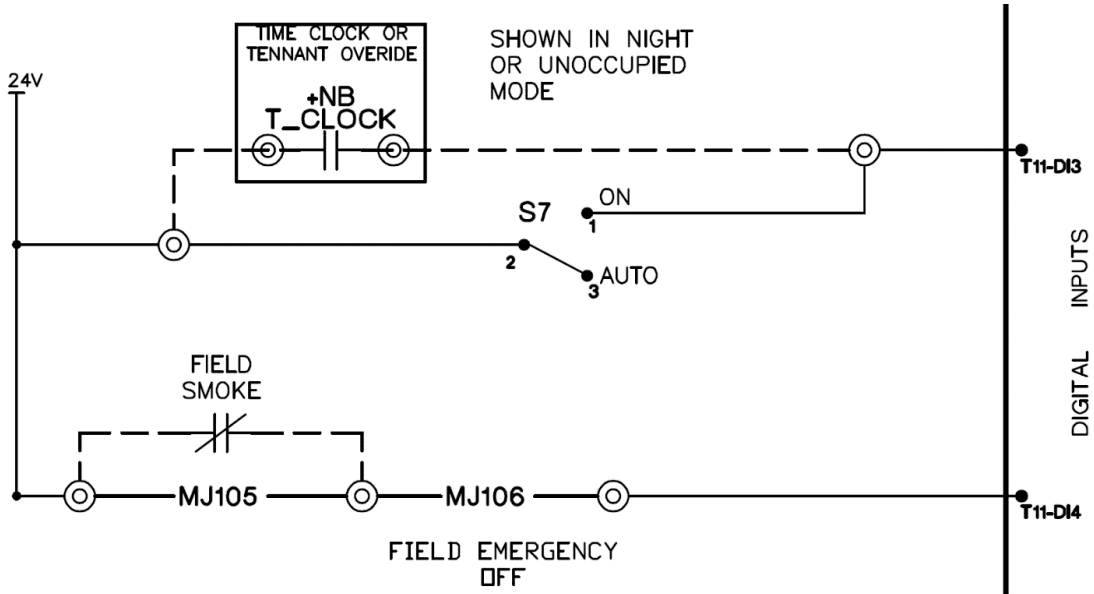 TIME CLOCK OR
TENNANT OVERIDE
+NB
T_CLOCK
SHOWN IN NIGHT
OR UNOCCUPIED
MODE
24V
T11-DI3
S7
ON
1
2
3
AUTO
DIGITAL INPUTS
FIELD
SMOKE
MJ105
MJ106
T11-DI4
FIELD EMERGENCY
OFF